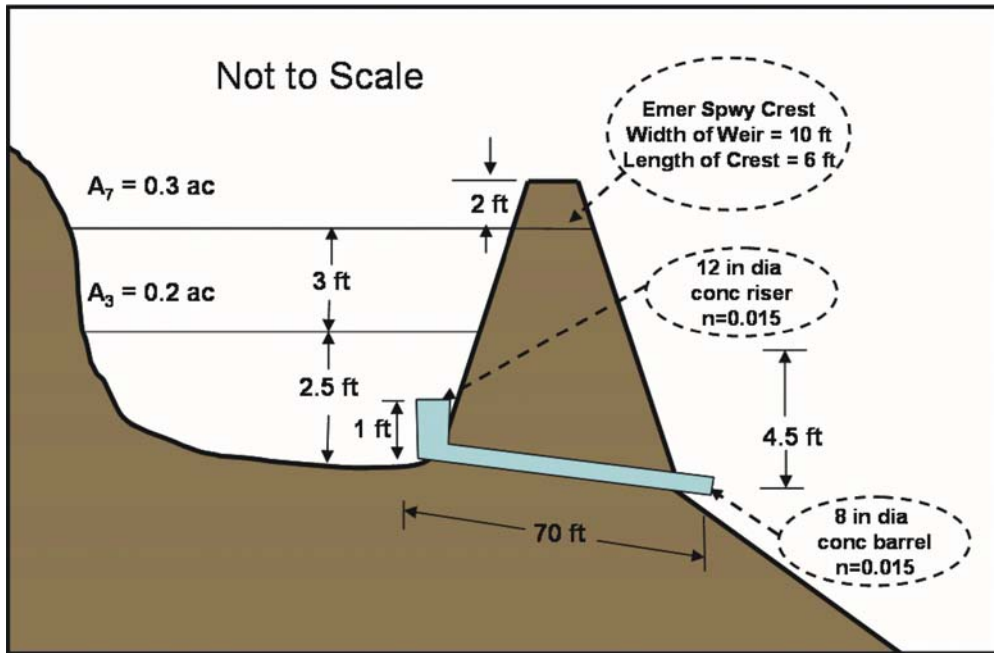 Not to Scale
Emer Spwy Crest
Width of Weir = 10 ft
Length of Crest = 6 ft
A7 = 0.3 ac
2 ft
3 ft
12 in dia
conc riser
n=0.015
A3 = 0.2 ac
2.5 ft
1 ft
4.5 ft
70 ft
8 in dia
conc barrel
n=0.015